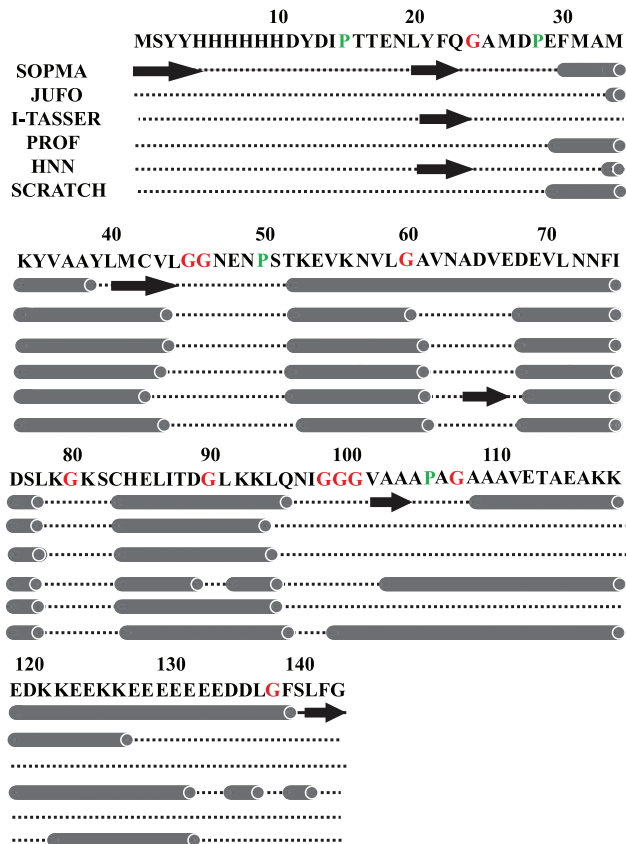 10 20 30
MSYYHHHHHHDYDIPTTENLYFQGAMDPEFMAM
SOPMA
JUFO
I-TASSER
PROF
HNN
SCRATCH
40 50 60 70
KYVAAYLMCVLGGNENPSTKEVKNVLGAVNADVEDEVLNNFI
80 90 100 110
DSLKGKSCHELITDGLKKLQNIGGGVAAAPAGAAAVETAEAKK
120 130 140
EDKKEEKKEEEEEEDDLGFSLFG